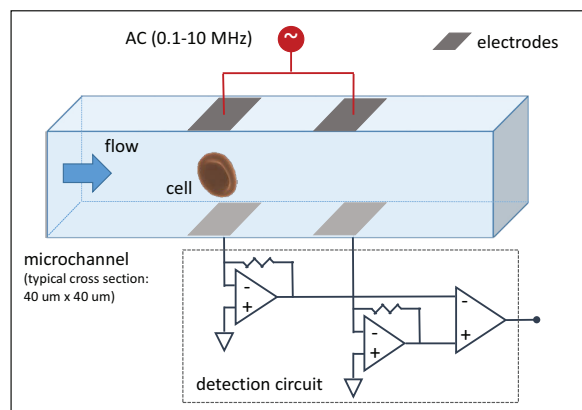 AC (0.1-10 MHz)
~
electrodes
flow
cell
microchannel
(typical cross section:
40 um x 40 um)
-
+
-
+
-
+
detection circuit